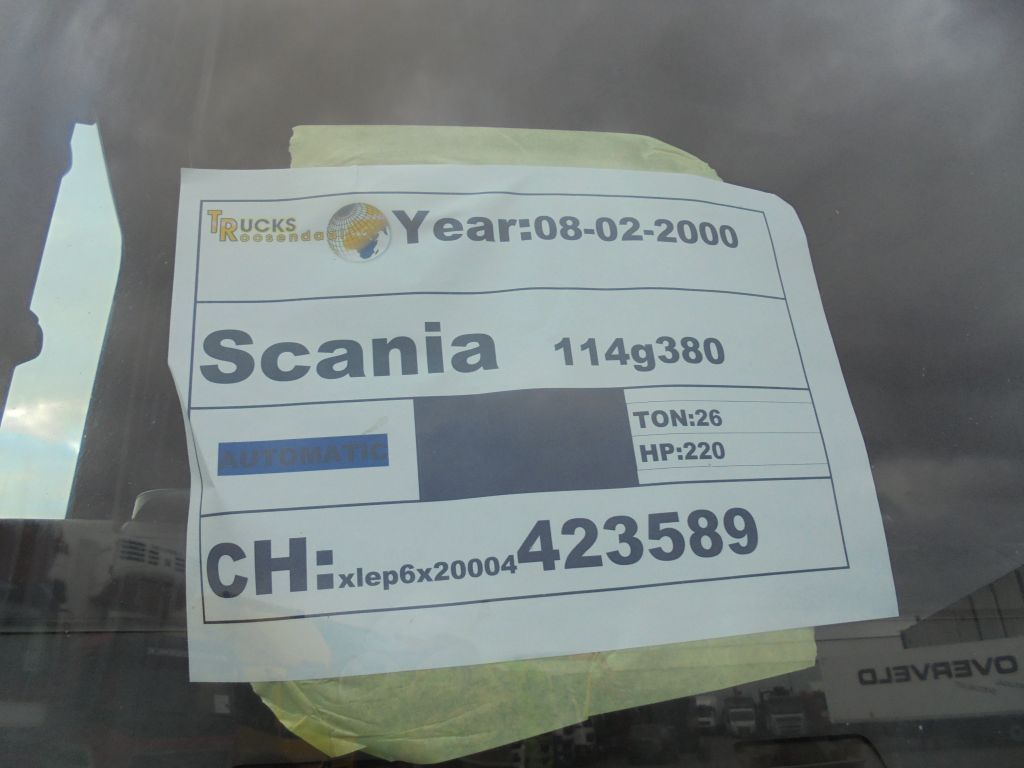 TRUCKS
Roosendaal
Year:08-02-2000
Scania 114g380
AUTOMATIC
TON:26
HP:220
CH:xlep6x20004423589
OVERVELD